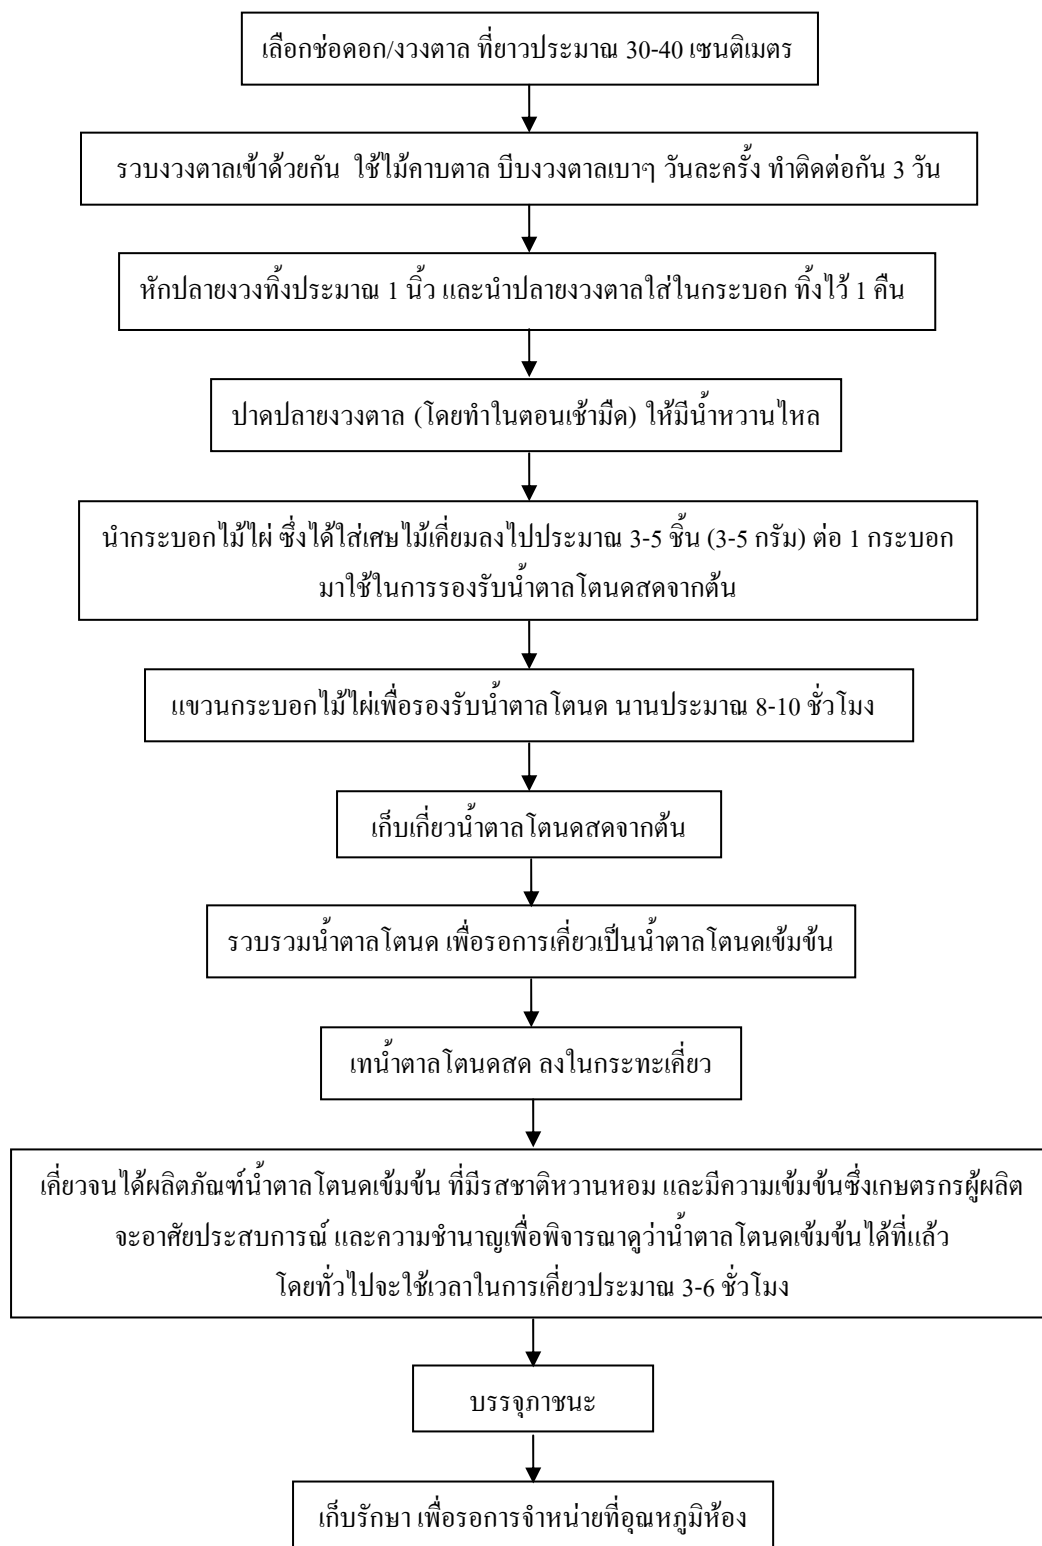 เลือกช่อดอก/งวงตาล ที่ยาวประมาณ 30-40 เซนติเมตร
รวบงวงตาลเข้าด้วยกัน ใช้ไม้คาบตาล บีบงวงตาลเบาๆ วันละครั้ง ทำติดต่อกัน 3 วัน
หักปลายงวงทิ้งประมาณ 1 นิ้ว และนำปลายงวงตาลใส่ในกระบอก ทิ้งไว้ 1 คืน
ปาดปลายงวงตาล (โดยทำในตอนเช้ามืด) ให้มีน้ำหวานไหล
นำกระบอกไม้ไผ่ ซึ่งได้ใส่เศษไม้เคี่ยมลงไปประมาณ 3-5 ชิ้น (3-5 กรัม) ต่อ 1 กระบอก
มาใช้ในการรองรับน้ำตาลโตนดสดจากต้น
แขวนกระบอกไม้ไผ่เพื่อรองรับน้ำตาลโตนด นานประมาณ 8-10 ชั่วโมง
เก็บเกี่ยวน้ำตาลโตนดสดจากต้น
รวบรวมน้ำตาลโตนด เพื่อรอการเคี่ยวเป็นน้ำตาลโตนดเข้มข้น
เทน้ำตาลโตนดสด ลงในกระทะเคี่ยว
เคี่ยวจนได้ผลิตภัณฑ์น้ำตาลโตนดเข้มข้น ที่มีรสชาติหวานหอม และมีความเข้มข้นซึ่งเกษตรกรผู้ผลิต
จะอาศัยประสบการณ์ และความชำนาญเพื่อพิจารณาดูว่าน้ำตาลโตนดเข้มข้นได้ที่แล้ว
โดยทั่วไปจะใช้เวลาในการเคี่ยวประมาณ 3-6 ชั่วโมง
บรรจุภาชนะ
เก็บรักษา เพื่อรอการจำหน่ายที่อุณหภูมิห้อง